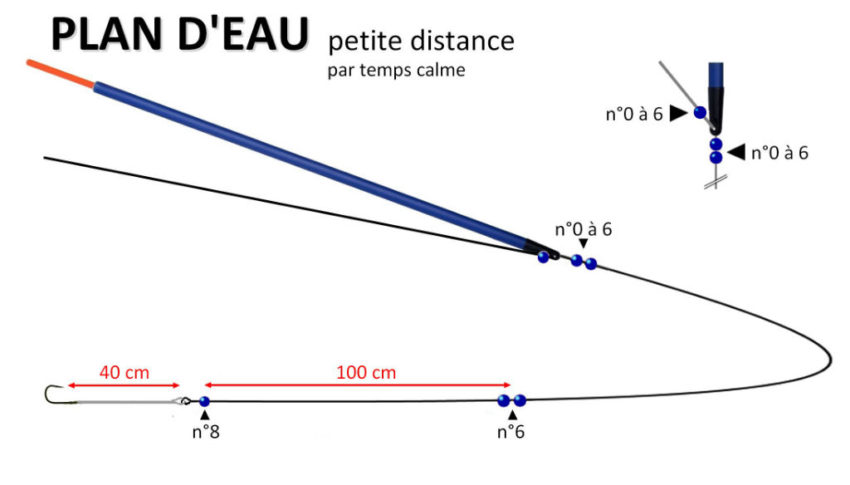 PLAN D'EAU petite distance
par temps calme
n°0 à 6
n°0 à 6
n°0 à 6
40 cm
100 cm
n°8
n°6